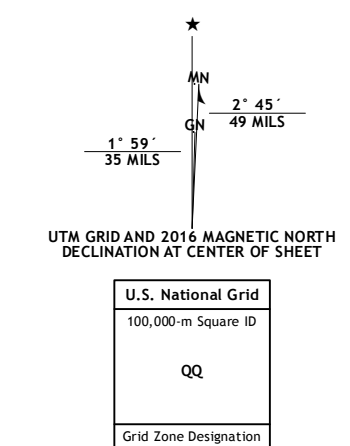 ★
MN
2° 45´
GN
49 MILS
1° 59´
35 MILS
UTM GRID AND 2016 MAGNETIC NORTH
DECLINATION AT CENTER OF SHEET
U.S. National Grid
100,000-m Square ID
QQ
Grid Zone Designation